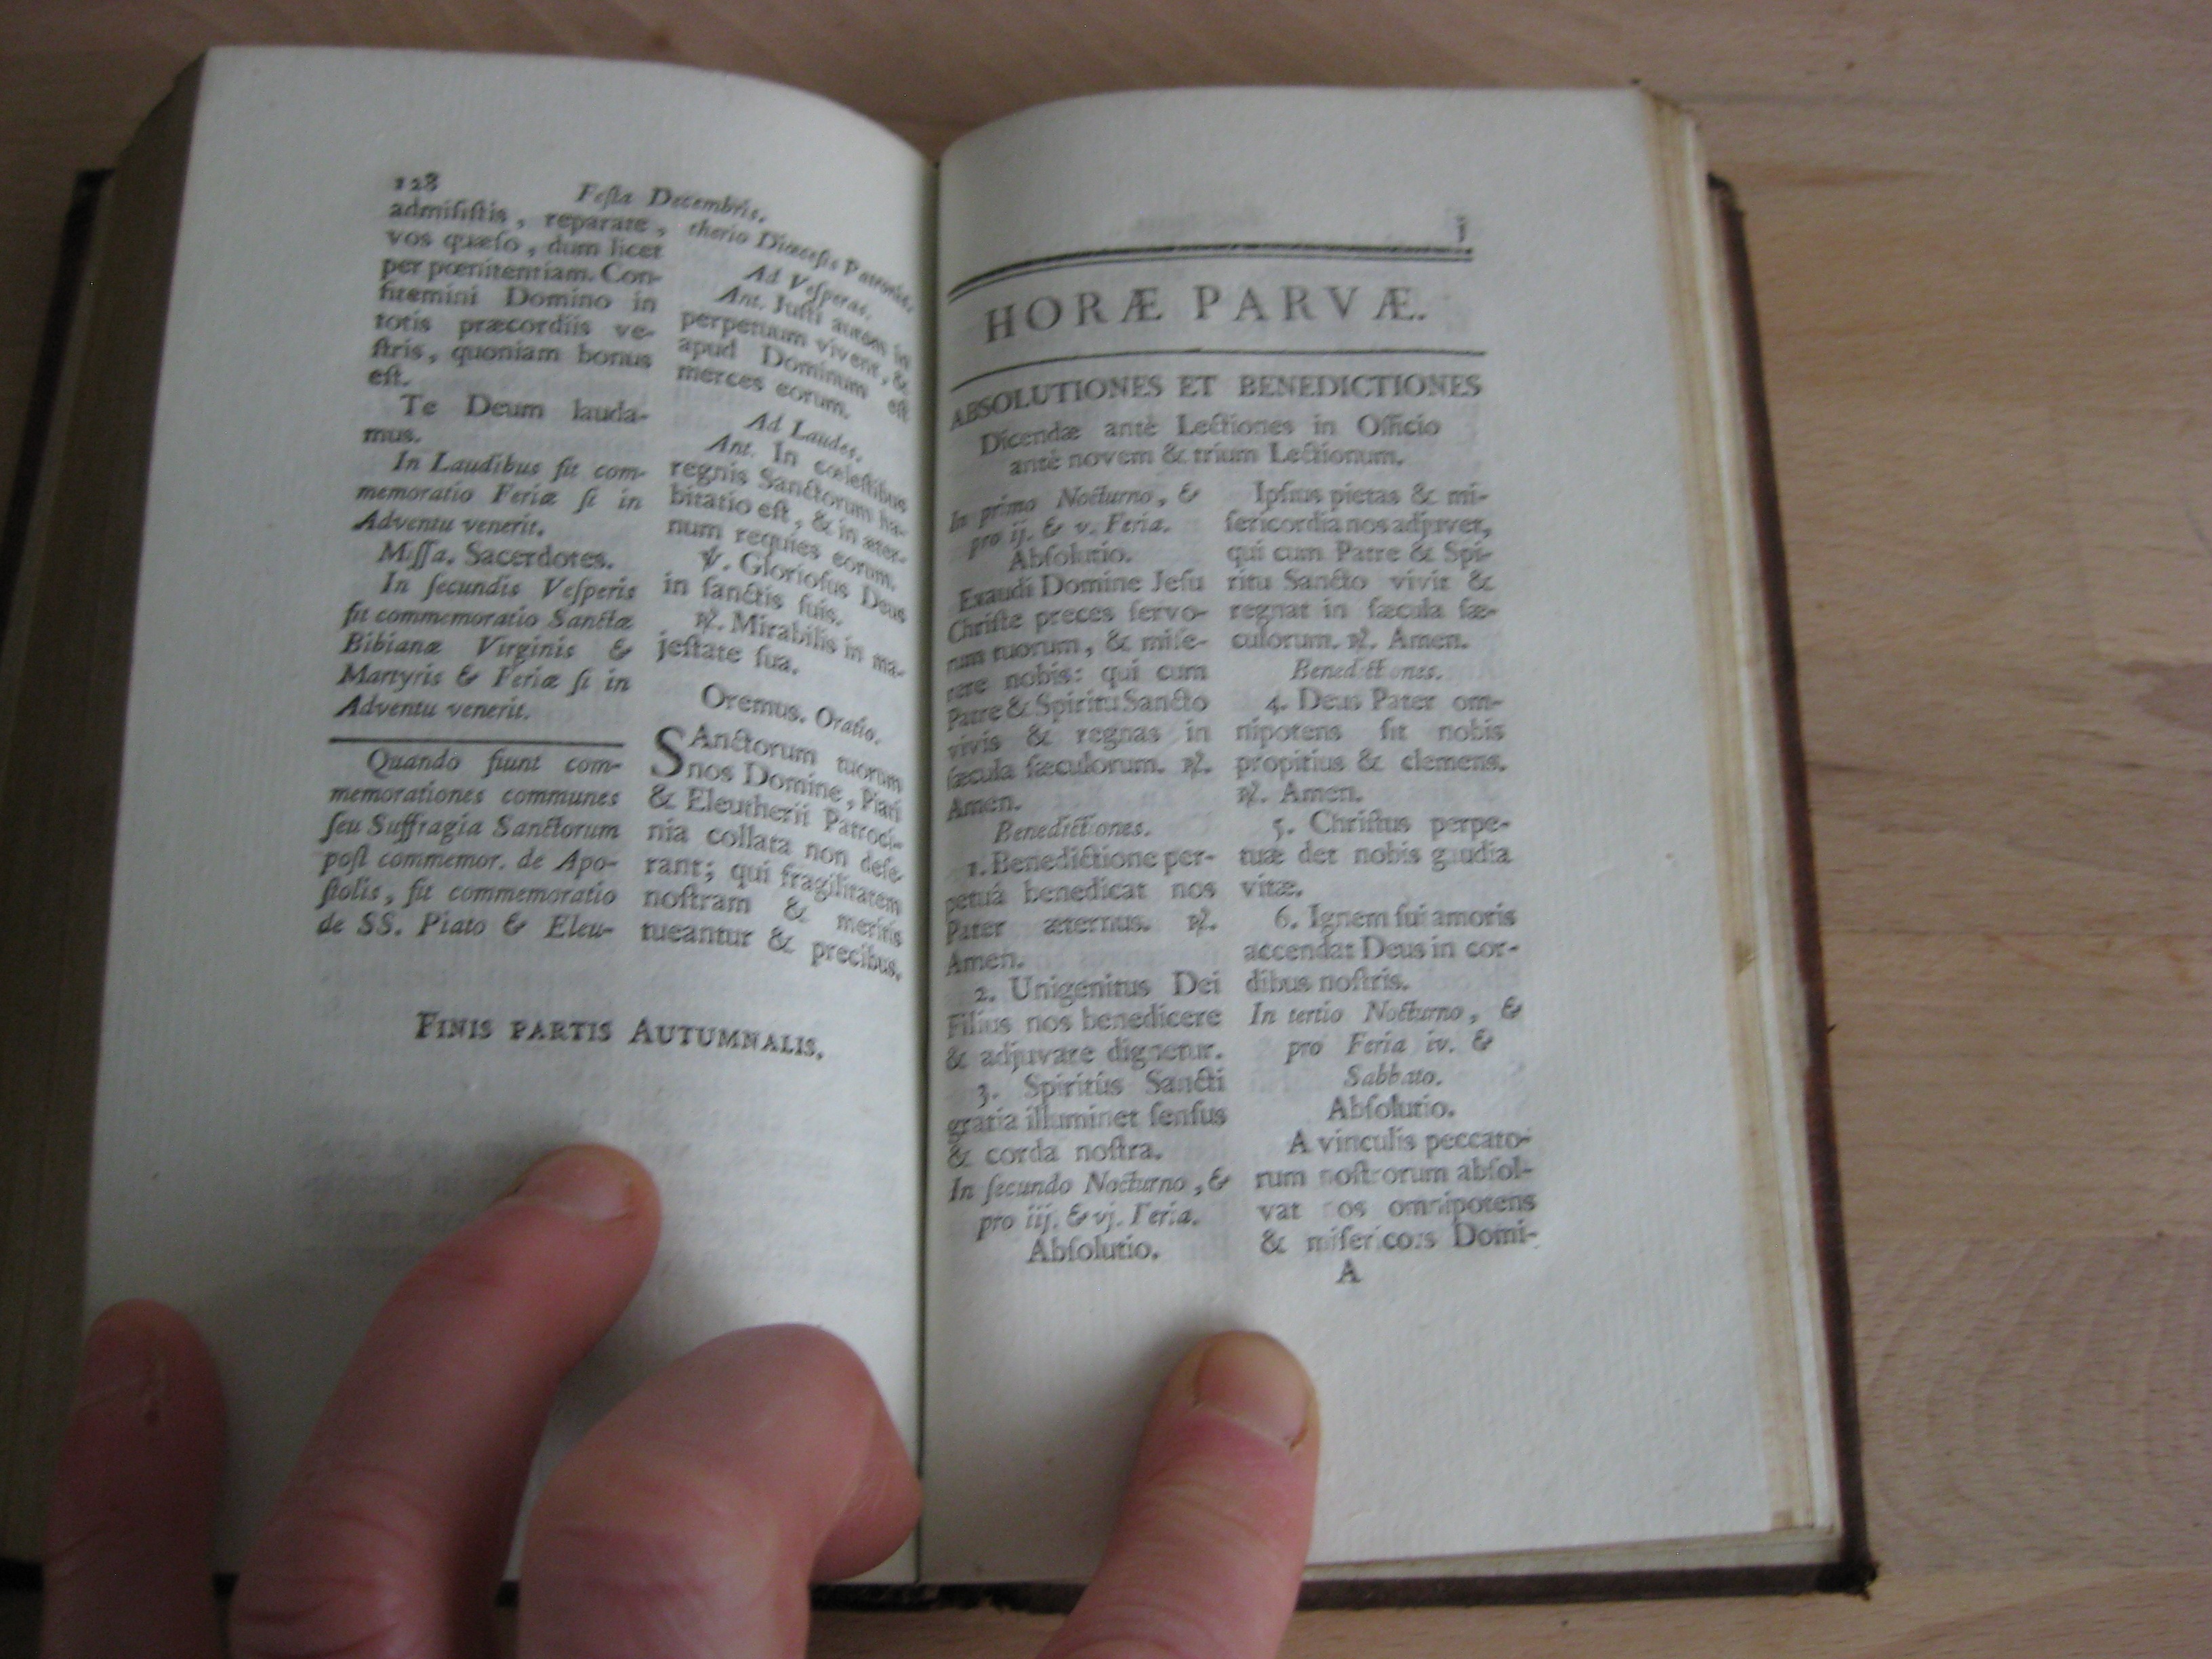 128
Feſta Decembris.
admiſiſtis, reparare,
vos quæſo, dum licet
per pœnitentiam. Con-
fitemini Domino in
totis præcordiis ve-
ſtris, quoniam bonus
eſt.
Te Deum lauda-
mus.
In Laudibus fit com-
memoratio Feriæ ſi in
Adventu venerit.
Miſſa. Sacerdotes.
In ſecundis Veſperis
fit commemoratio Sanctæ
Bibianæ Virginis &
Martyris & Feriæ ſi in
Adventu venerit.
Quando fiunt com-
memorationes communes
ſeu Suffragia Sanctorum
poſt commemor. de Apo-
ſtolis, fit commemoratio
de SS. Piato & Eleu-
therio Diœceſis Patronis.
Ad Veſperas.
Ant. Juſti autem in
perpetuum vivent, &
apud Dominum eſt
merces eorum.
Ad Laudes.
Ant. In cœleſtibus
regnis Sanctorum ha-
bitatio eſt, & in æter-
num requies eorum.
℣. Glorioſus Deus
in ſanctis ſuis.
℟. Mirabilis in ma-
jeſtate ſua.
Oremus. Oratio.
SAnctorum tuorum
nos Domine, Piati
& Eleutherii Patroci-
nia collata non deſe-
rant; qui fragilitatem
noſtram & meritis
tueantur & precibus.
FINIS PARTIS AUTUMNALIS.
j
HORÆ PARVÆ.
ABSOLUTIONES ET BENEDICTIONES
Dicendæ antè Lectiones in Officio
antè novem & trium Lectionum.
In primo Nocturno, &
pro ij. & v. Feria.
Abſolutio.
Exaudi Domine Jeſu
Chriſte preces ſervo-
rum tuorum, & miſe-
rere nobis: qui cum
Patre & Spiritu Sancto
vivis & regnas in
ſæcula ſæculorum. ℟.
Amen.
Benedictiones.
1. Benedictione per-
petuâ benedicat nos
Pater æternus. ℟.
Amen.
2. Unigenitus Dei
Filius nos benedicere
& adjuvare dignetur.
3. Spiritûs Sancti
gratia illuminet ſenſus
& corda noſtra.
In ſecundo Nocturno, &
pro iij. & vj. Feria.
Abſolutio.
Ipſius pietas & mi-
ſericordia nos adjuvet,
qui cum Patre & Spi-
ritu Sancto vivit &
regnat in ſæcula ſæ-
culorum. ℟. Amen.
Benedictiones.
4. Deus Pater om-
nipotens ſit nobis
propitius & clemens.
℟. Amen.
5. Chriſtus perpe-
tuæ det nobis gaudia
vitæ.
6. Ignem ſui amoris
accendat Deus in cor-
dibus noſtris.
In tertio Nocturno, &
pro Feria iv. &
Sabbato.
Abſolutio.
A vinculis peccato-
rum noſtrorum abſol-
vat nos omnipotens
& miſericors Domi-
A